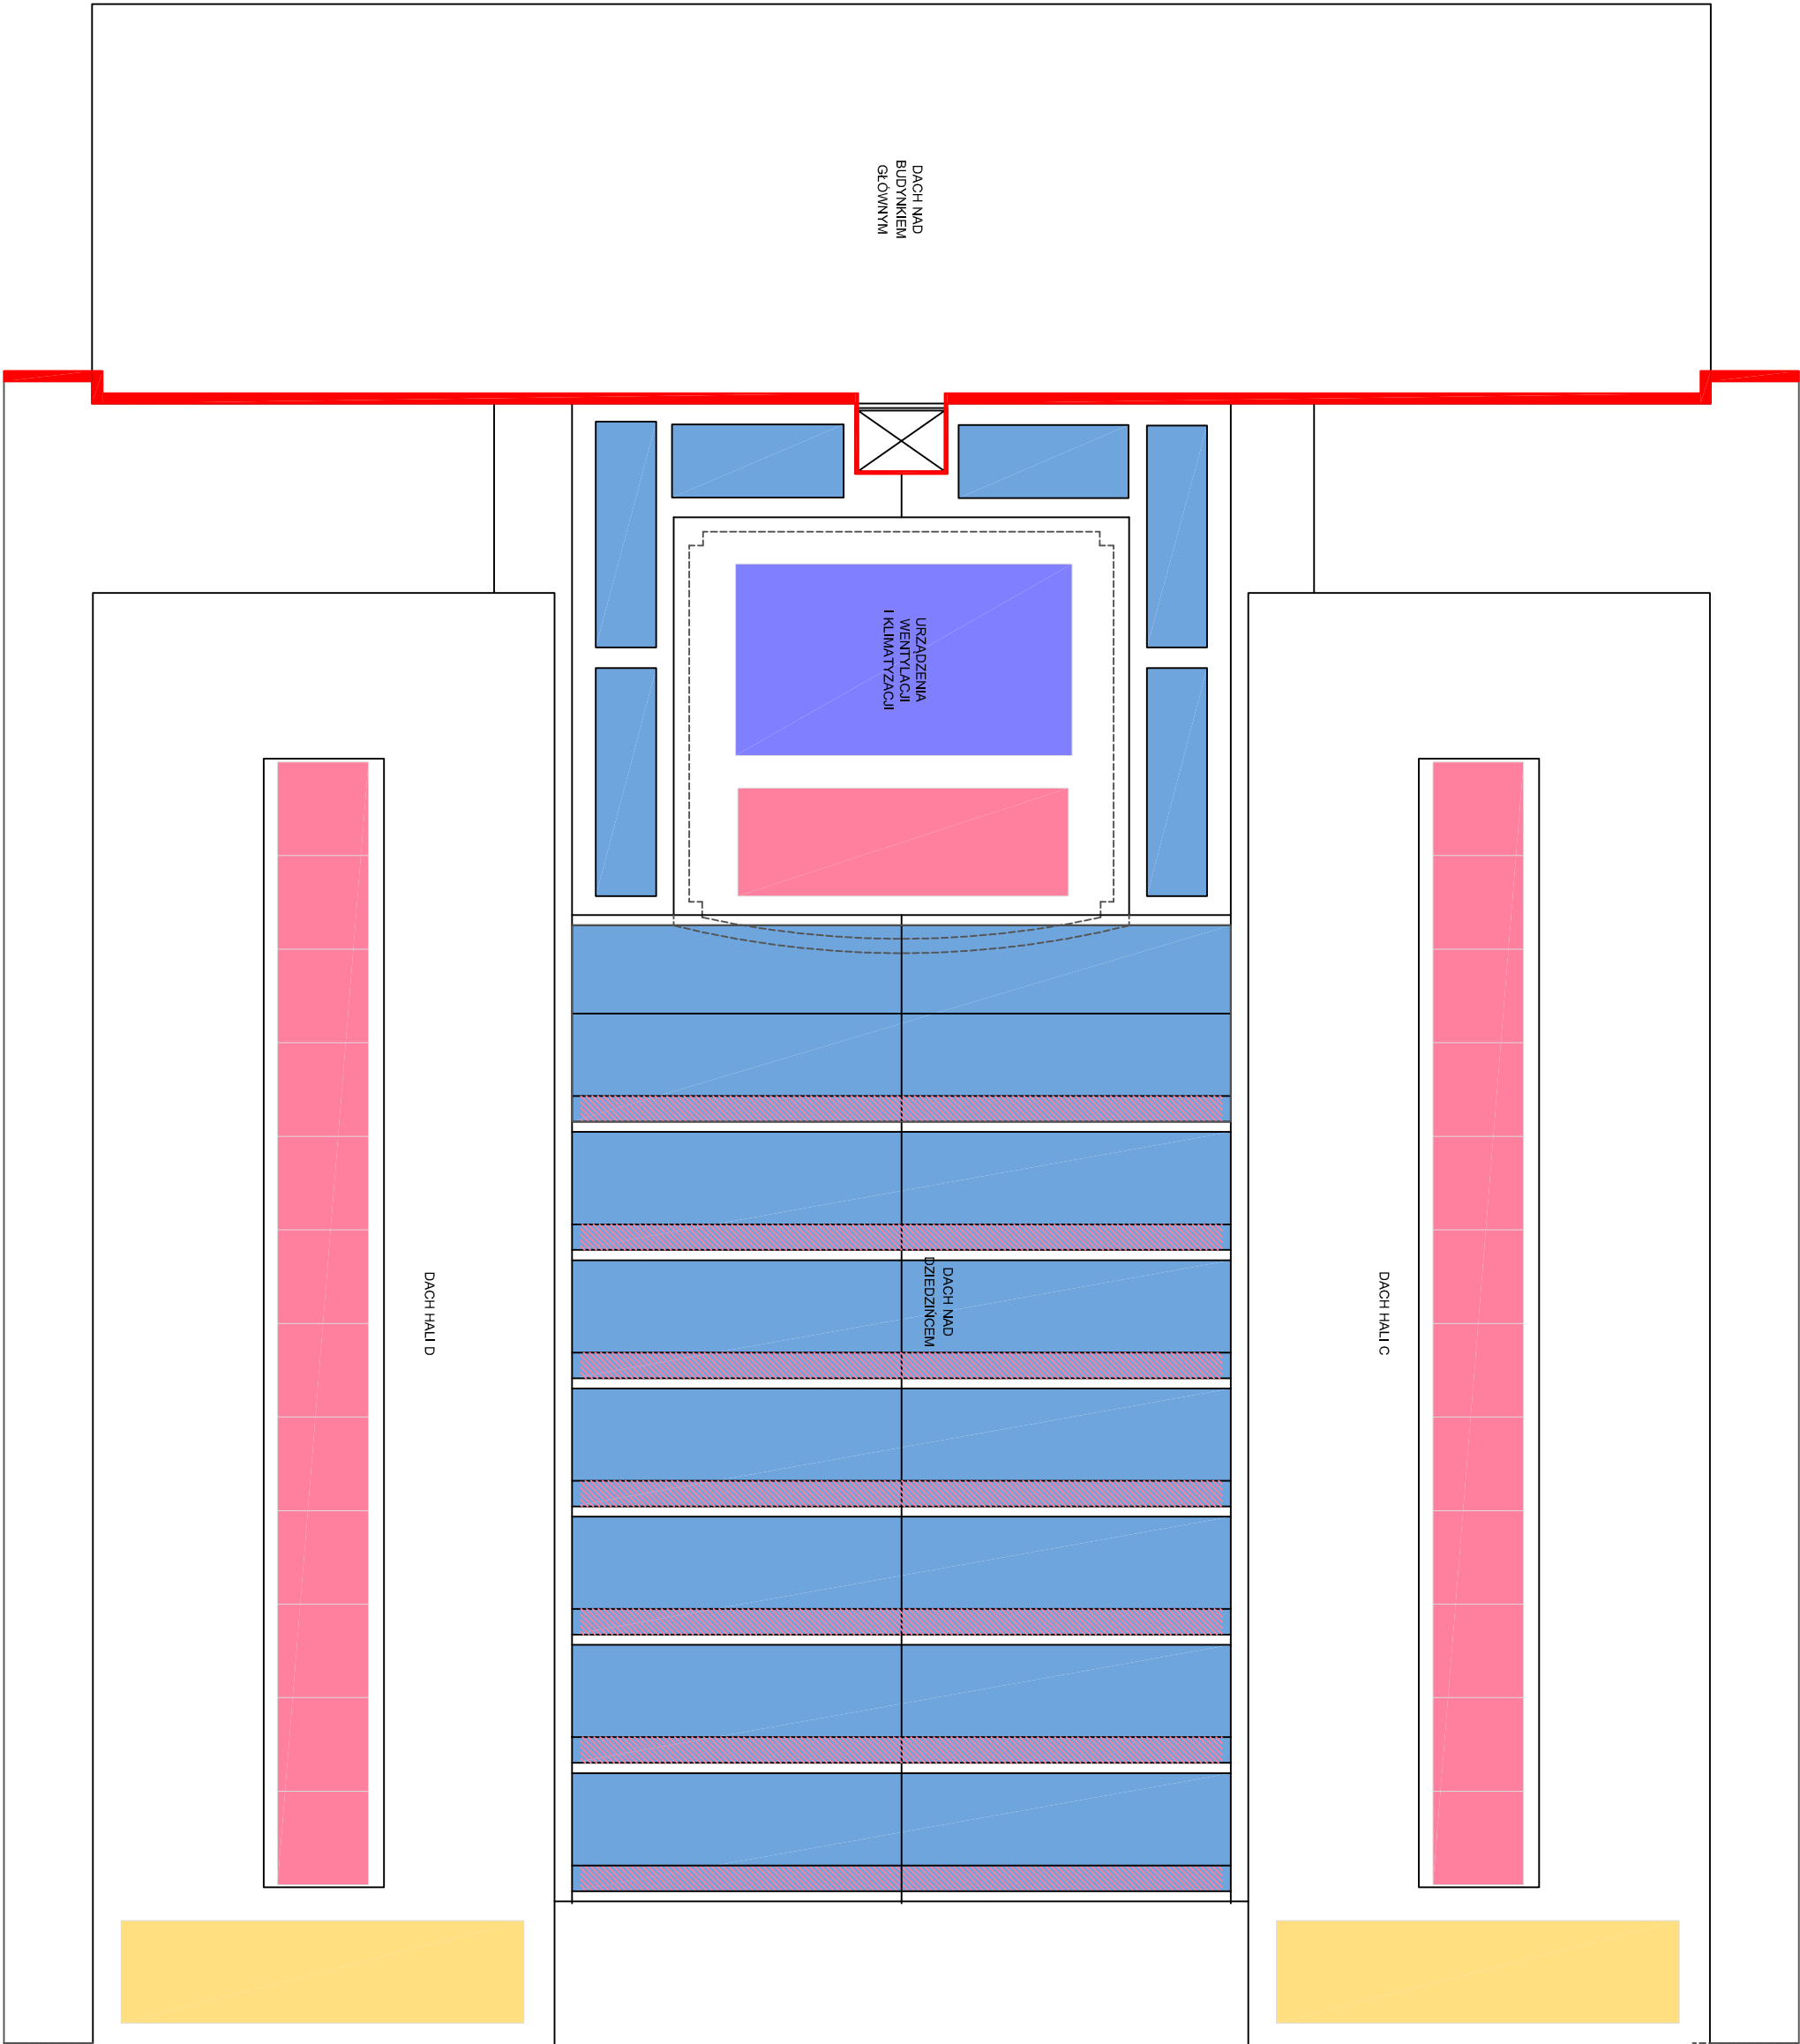 DACH NAD
BUDYNKIEM
GŁÓWNYM
URZĄDZENIA
WENTYLACJI
I KLIMATYZACJI
DACH HALI D
DACH NAD
DZIEDZIŃCEM
DACH HALI C